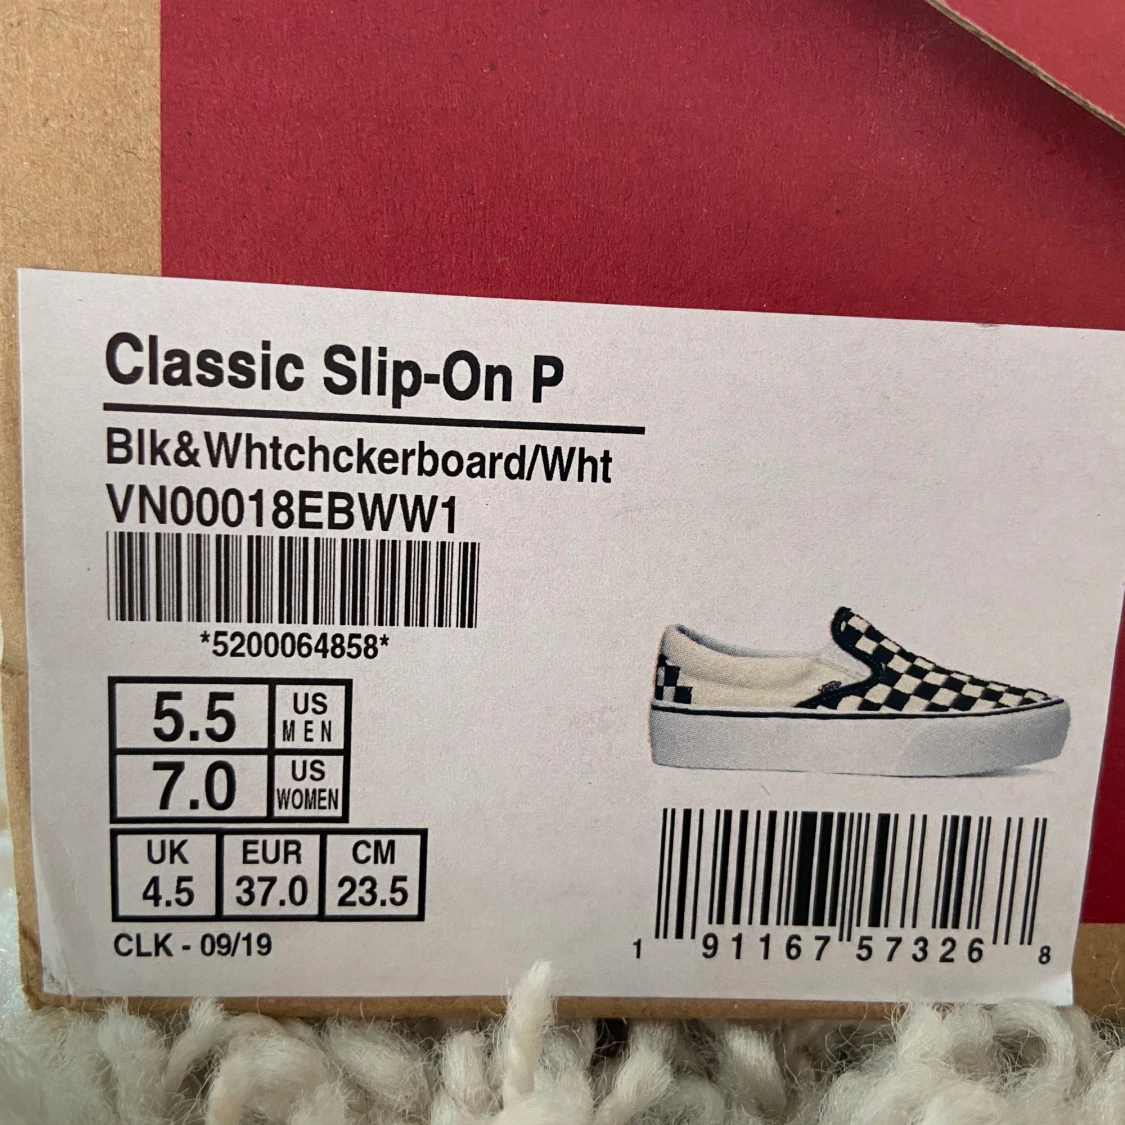 Classic Slip-On P
Blk&Whtchckerboard/Wht
VN00018EBWW1
*5200064858*
5.5 US MEN
7.0 US WOMEN
UK EUR CM
4.5 37.0 23.5
CLK - 09/19
1 91167 57326 8